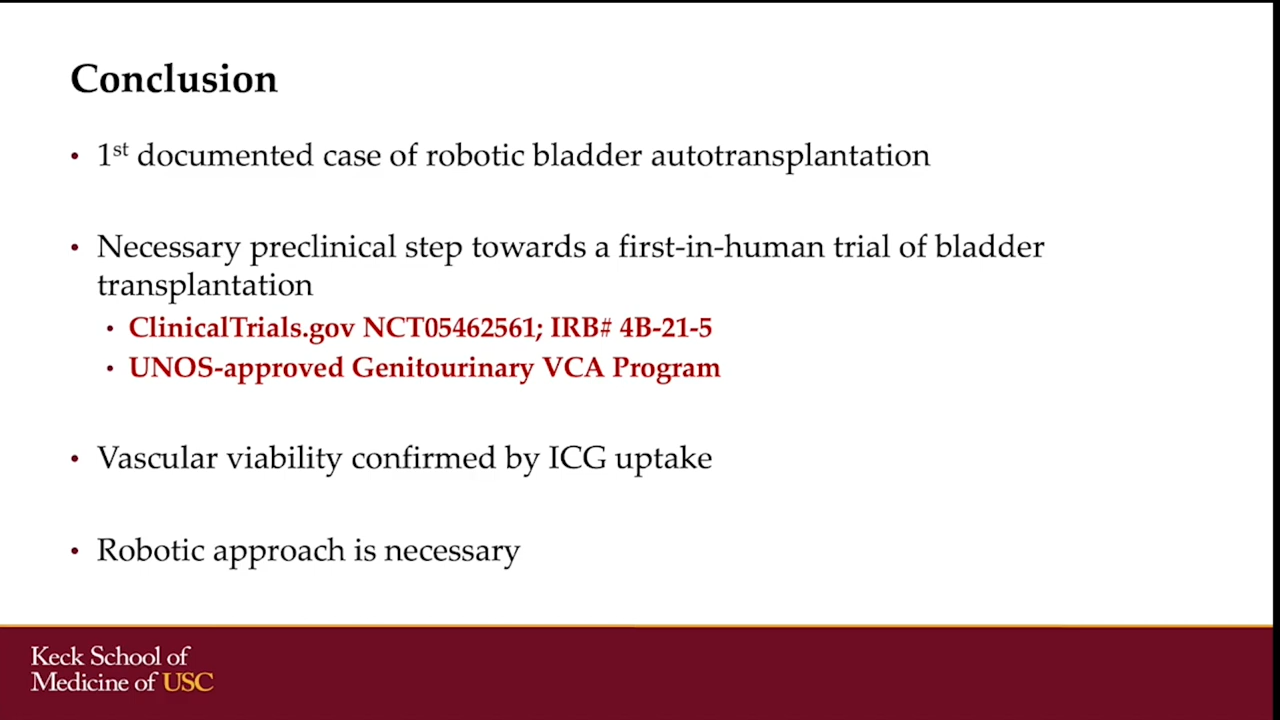 Conclusion
• 1st documented case of robotic bladder autotransplantation
• Necessary preclinical step towards a first-in-human trial of bladder
transplantation
• ClinicalTrials.gov NCT05462561; IRB# 4B-21-5
• UNOS-approved Genitourinary VCA Program
• Vascular viability confirmed by ICG uptake
• Robotic approach is necessary
Keck School of
Medicine of USC